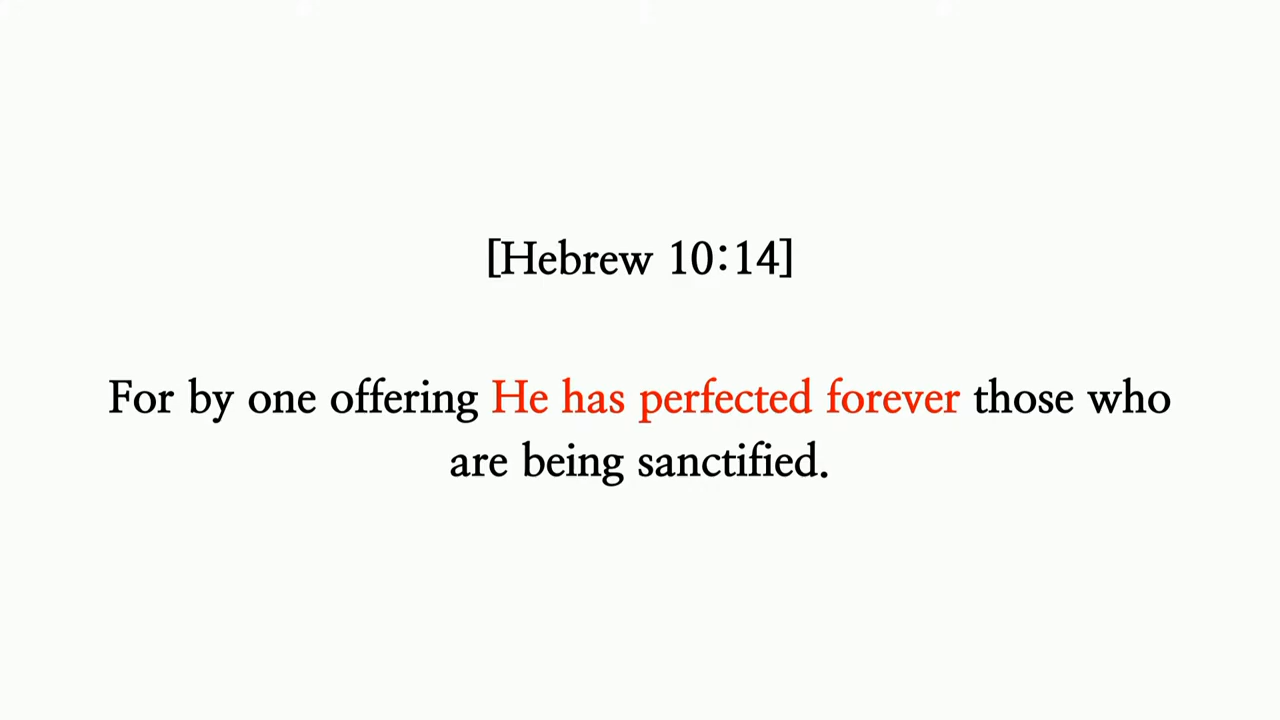 [Hebrew 10:14]
For by one offering He has perfected forever those who
are being sanctified.